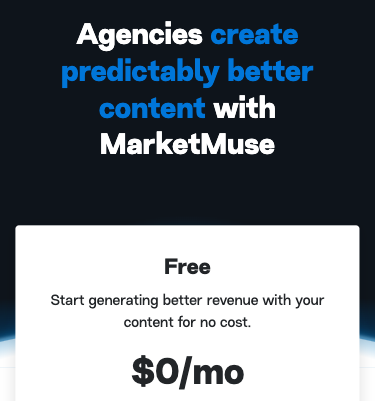 Agencies create
predictably better
content with
MarketMuse
Free
Start generating better revenue with your
content for no cost.
$0/mo